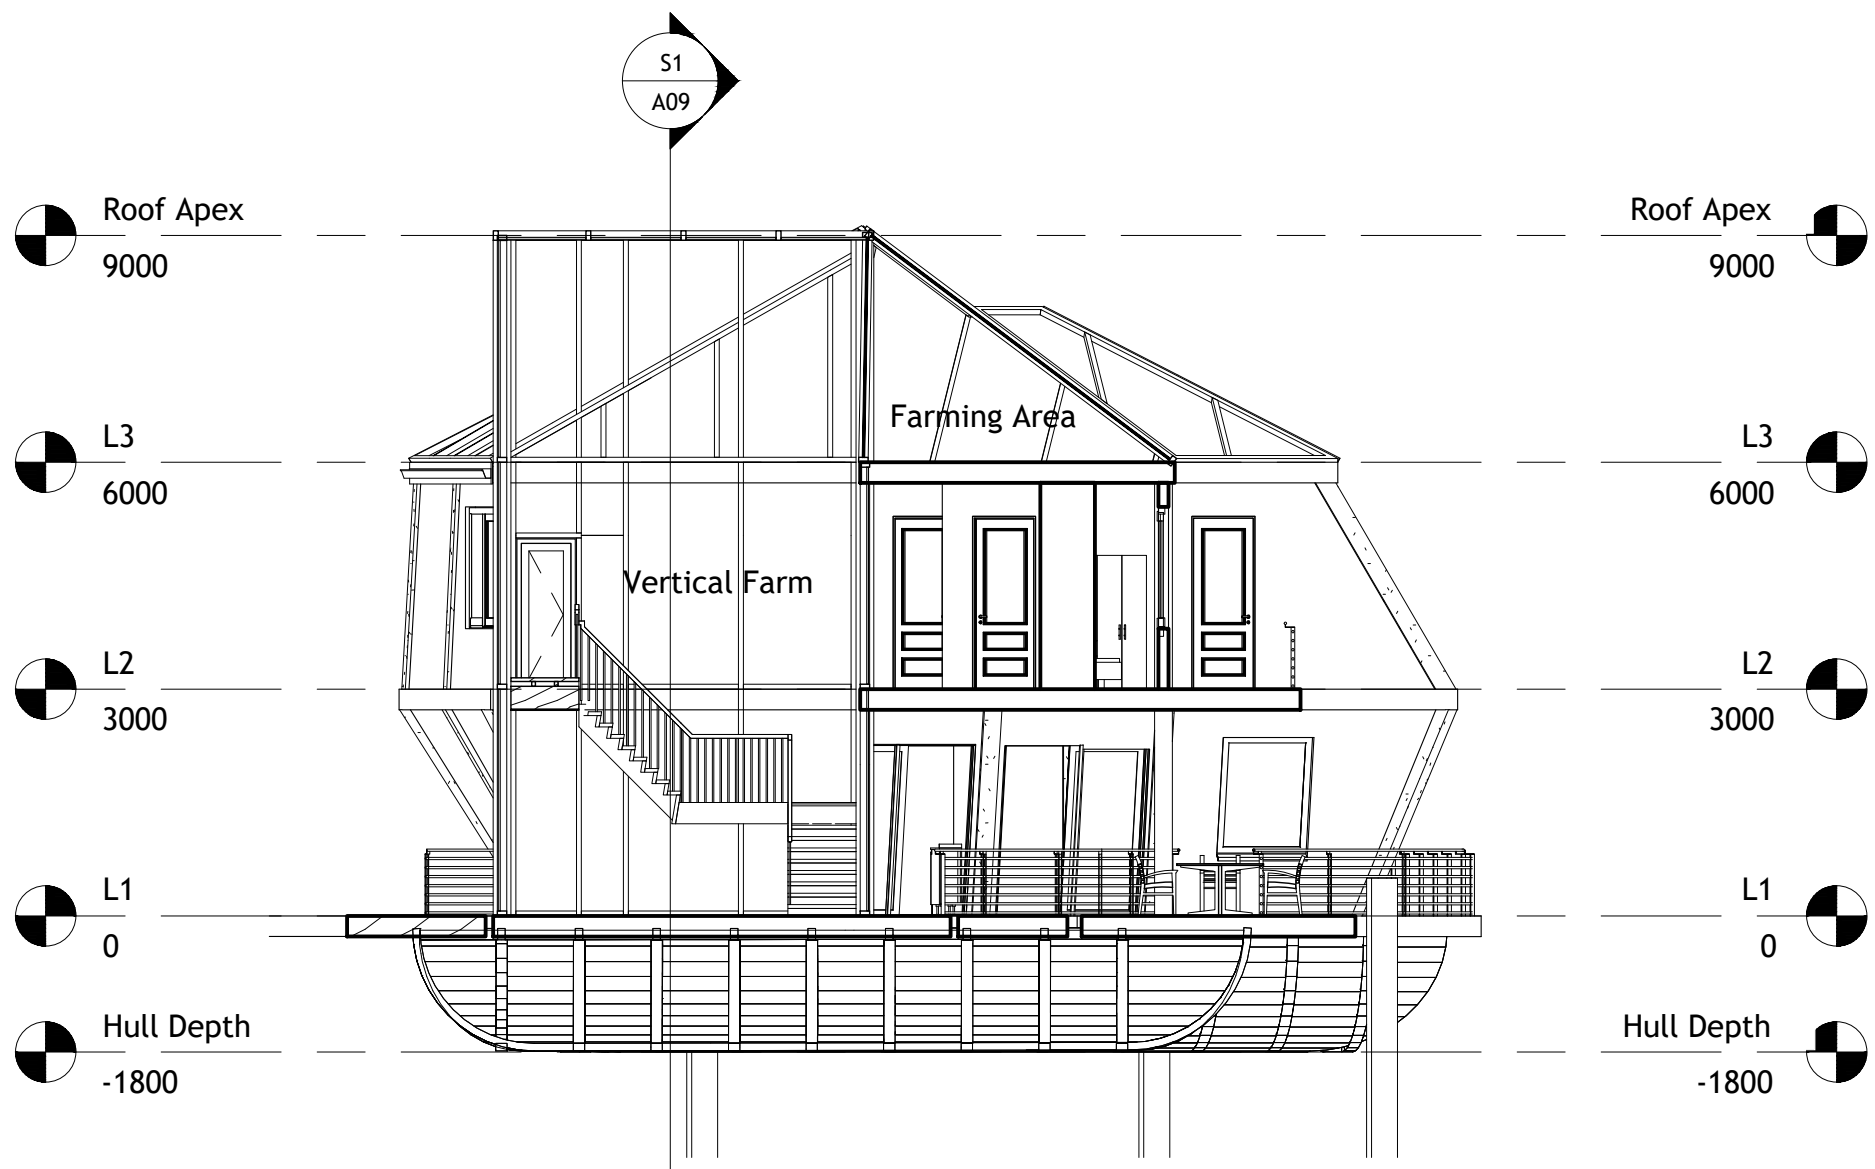 S1
A09
Roof Apex
9000
Roof Apex
9000
Farming Area
L3
6000
L3
6000
Vertical Farm
L2
3000
L2
3000
L1
0
L1
0
Hull Depth
-1800
Hull Depth
-1800